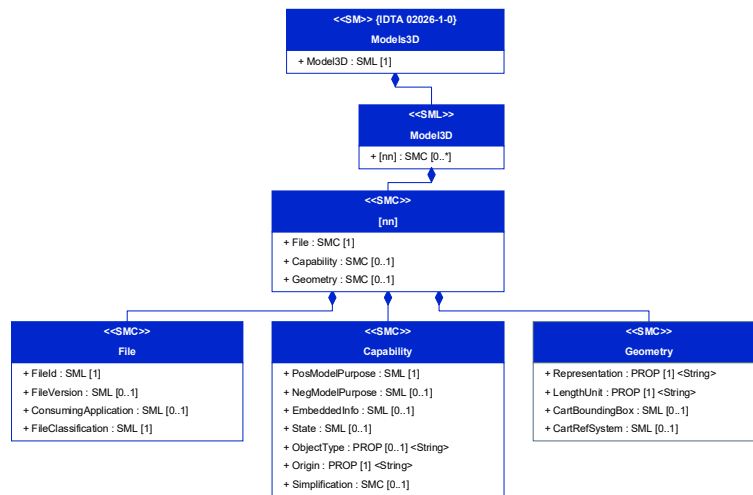 <<SM>> {IDTA 02026-1-0}
Models3D
+ Model3D : SML [1]
<<SML>>
Model3D
+ [nn] : SMC [0..*]
<<SMC>>
[nn]
+ File : SMC [1]
+ Capability : SMC [0..1]
+ Geometry : SMC [0..1]
<<SMC>>
File
+ FileId : SML [1]
+ FileVersion : SML [0..1]
+ ConsumingApplication : SML [0..1]
+ FileClassification : SML [1]
<<SMC>>
Capability
+ PosModelPurpose : SML [1]
+ NegModelPurpose : SML [0..1]
+ EmbeddedInfo : SML [0..1]
+ State : SML [0..1]
+ ObjectType : PROP [0..1] <String>
+ Origin : PROP [1] <String>
+ Simplification : SMC [0..1]
<<SMC>>
Geometry
+ Representation : PROP [1] <String>
+ LengthUnit : PROP [1] <String>
+ CartBoundingBox : SML [0..1]
+ CartRefSystem : SML [0..1]